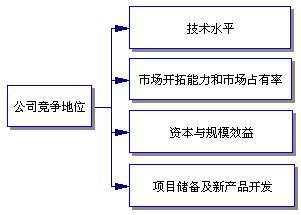 公司竞争地位
技术水平
市场开拓能力和市场占有率
资本与规模效益
项目储备及新产品开发